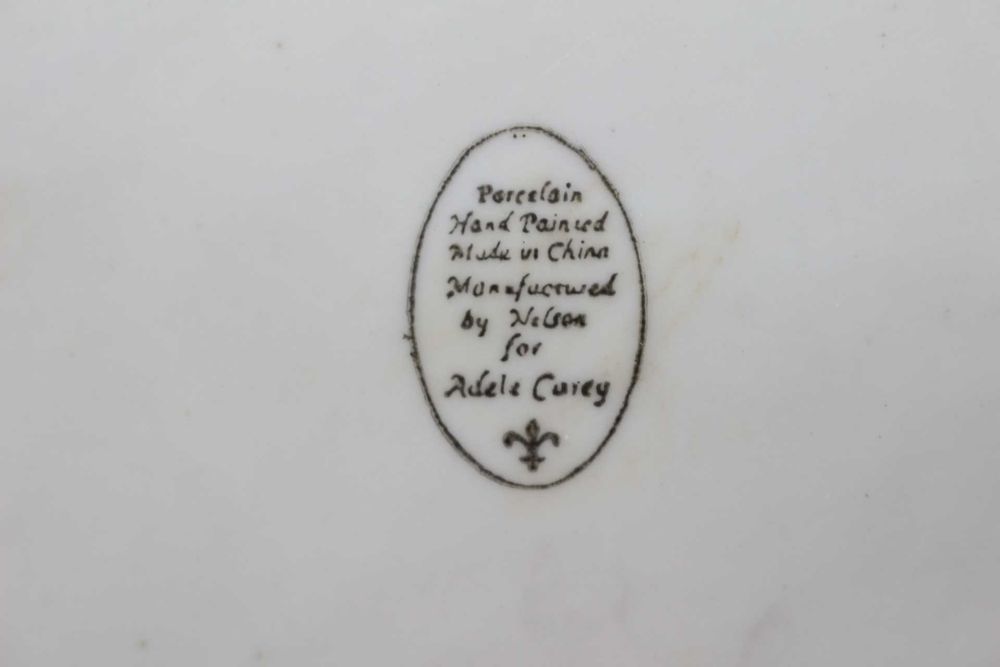 Porcelain
Hand Painted
Made in China
Manufactured
by Nelson
for
Adele Carey